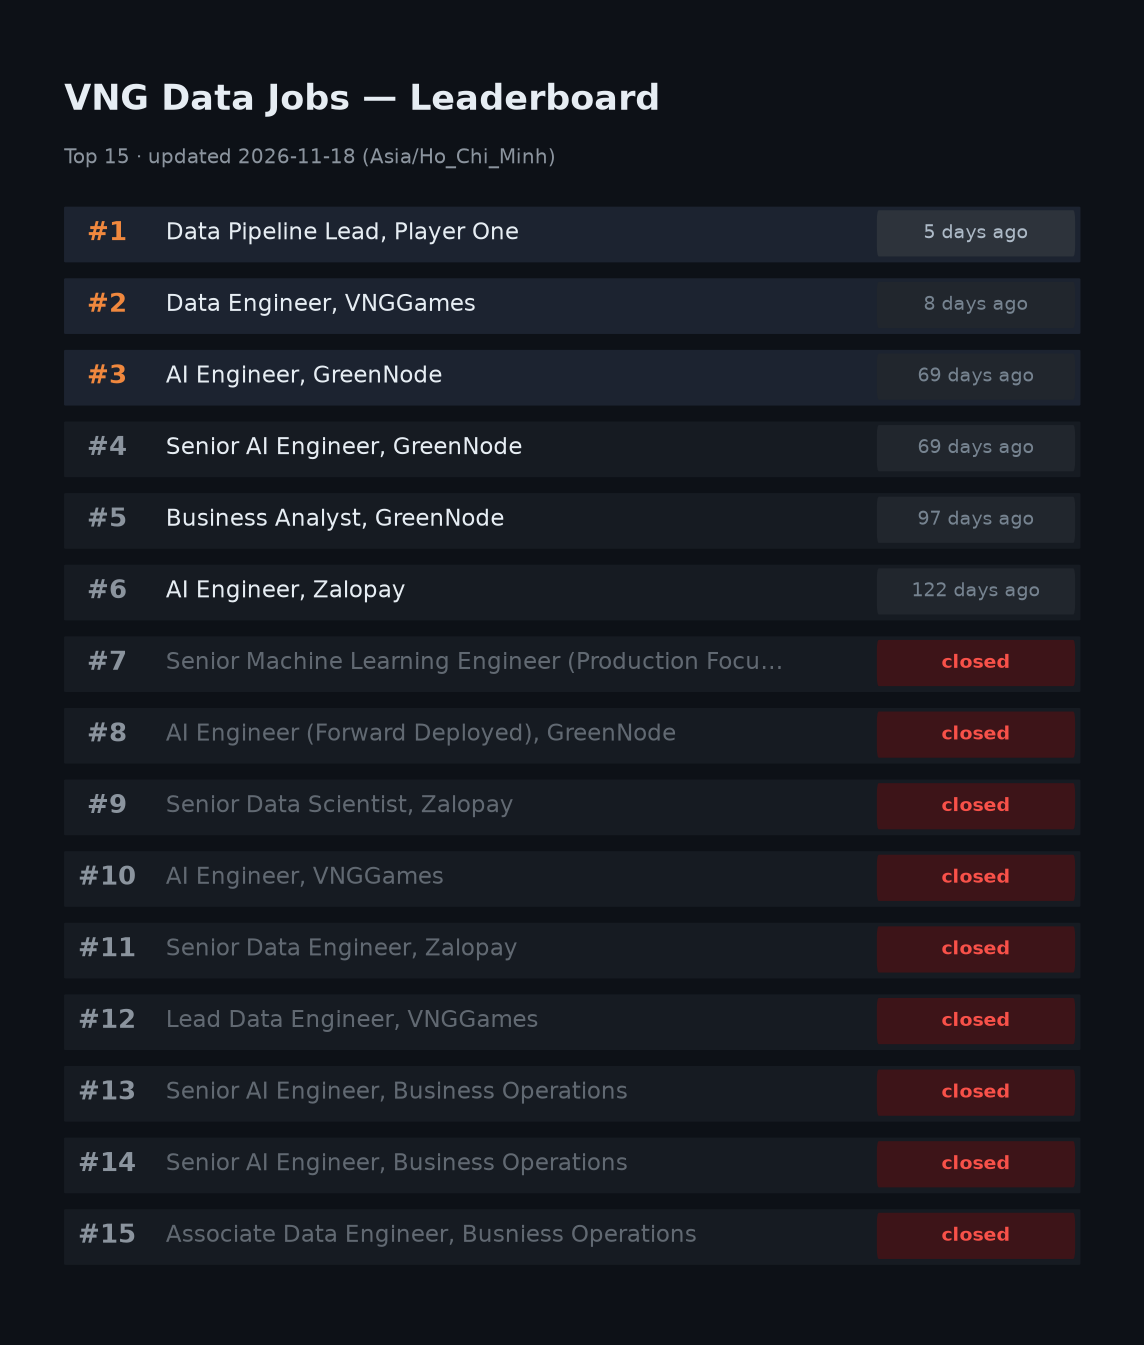 VNG Data Jobs — Leaderboard
Top 15 · updated 2026-11-18 (Asia/Ho_Chi_Minh)
#1 Data Pipeline Lead, Player One 5 days ago
#2 Data Engineer, VNGGames 8 days ago
#3 AI Engineer, GreenNode 69 days ago
#4 Senior AI Engineer, GreenNode 69 days ago
#5 Business Analyst, GreenNode 97 days ago
#6 AI Engineer, Zalopay 122 days ago
#7 Senior Machine Learning Engineer (Production Focu… closed
#8 AI Engineer (Forward Deployed), GreenNode closed
#9 Senior Data Scientist, Zalopay closed
#10 AI Engineer, VNGGames closed
#11 Senior Data Engineer, Zalopay closed
#12 Lead Data Engineer, VNGGames closed
#13 Senior AI Engineer, Business Operations closed
#14 Senior AI Engineer, Business Operations closed
#15 Associate Data Engineer, Busniess Operations closed